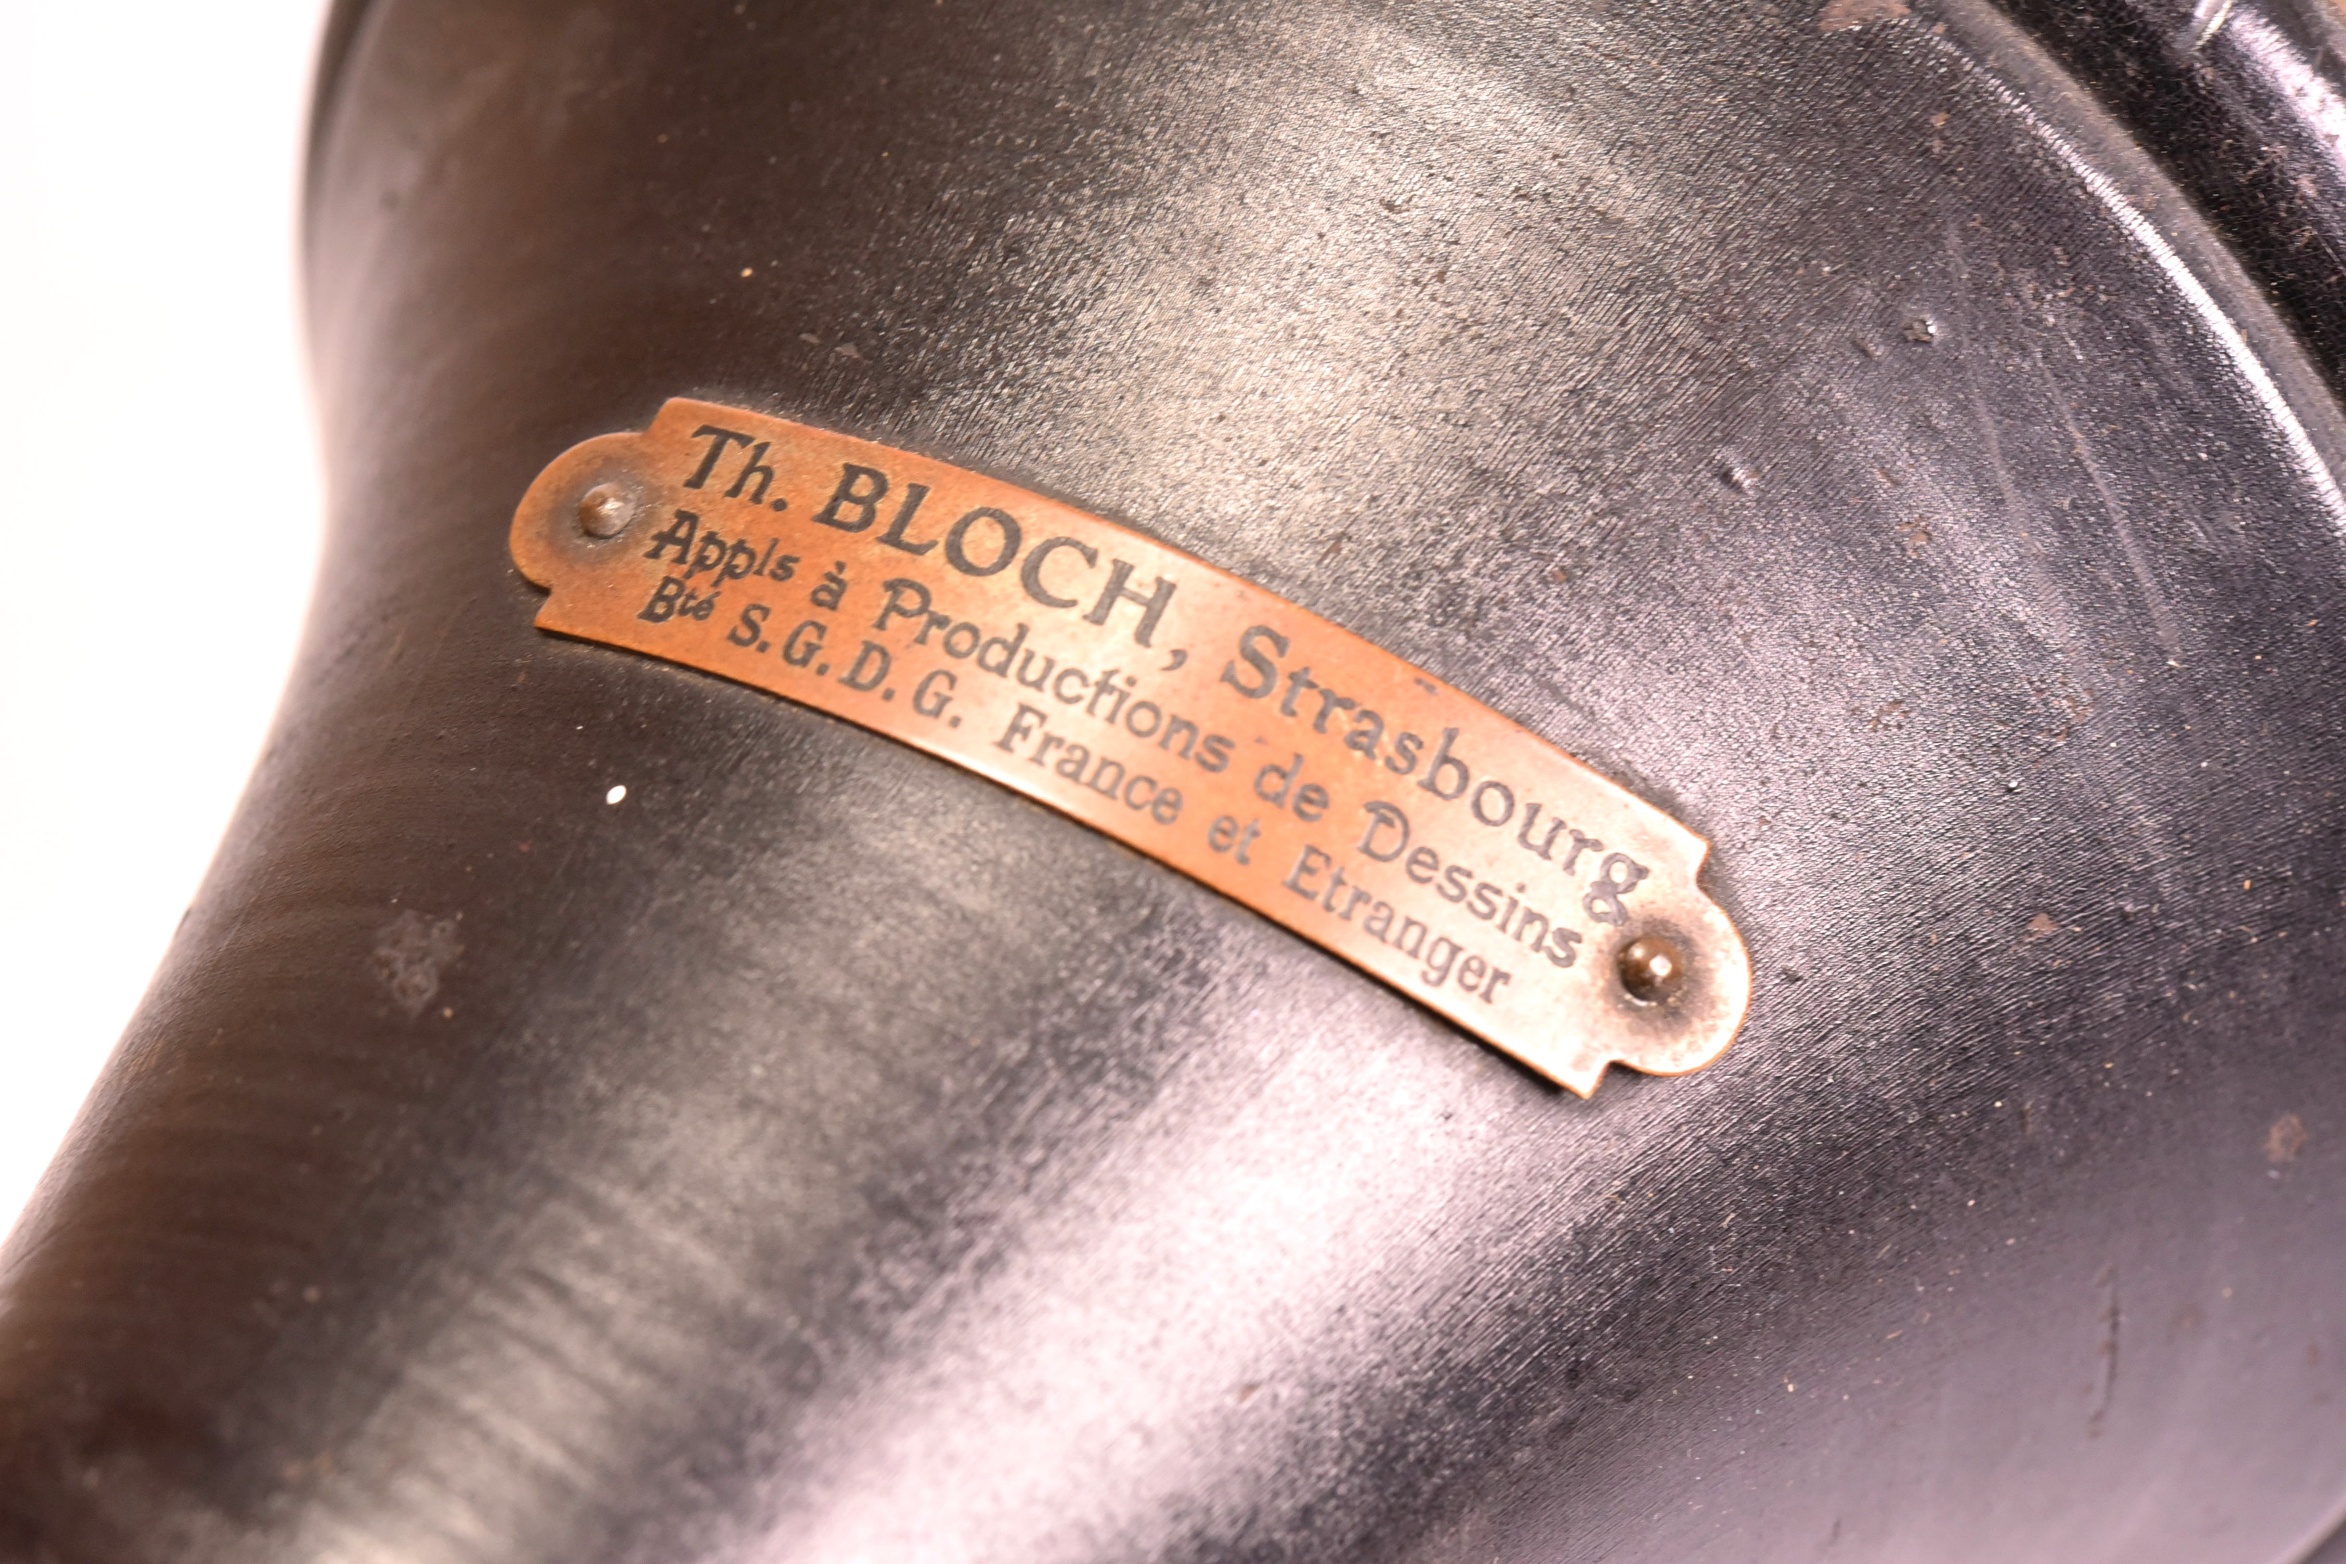 Th. BLOCH, Strasbourg
Appls à Productions de Dessins
Bté S.G.D.G. France et Etranger